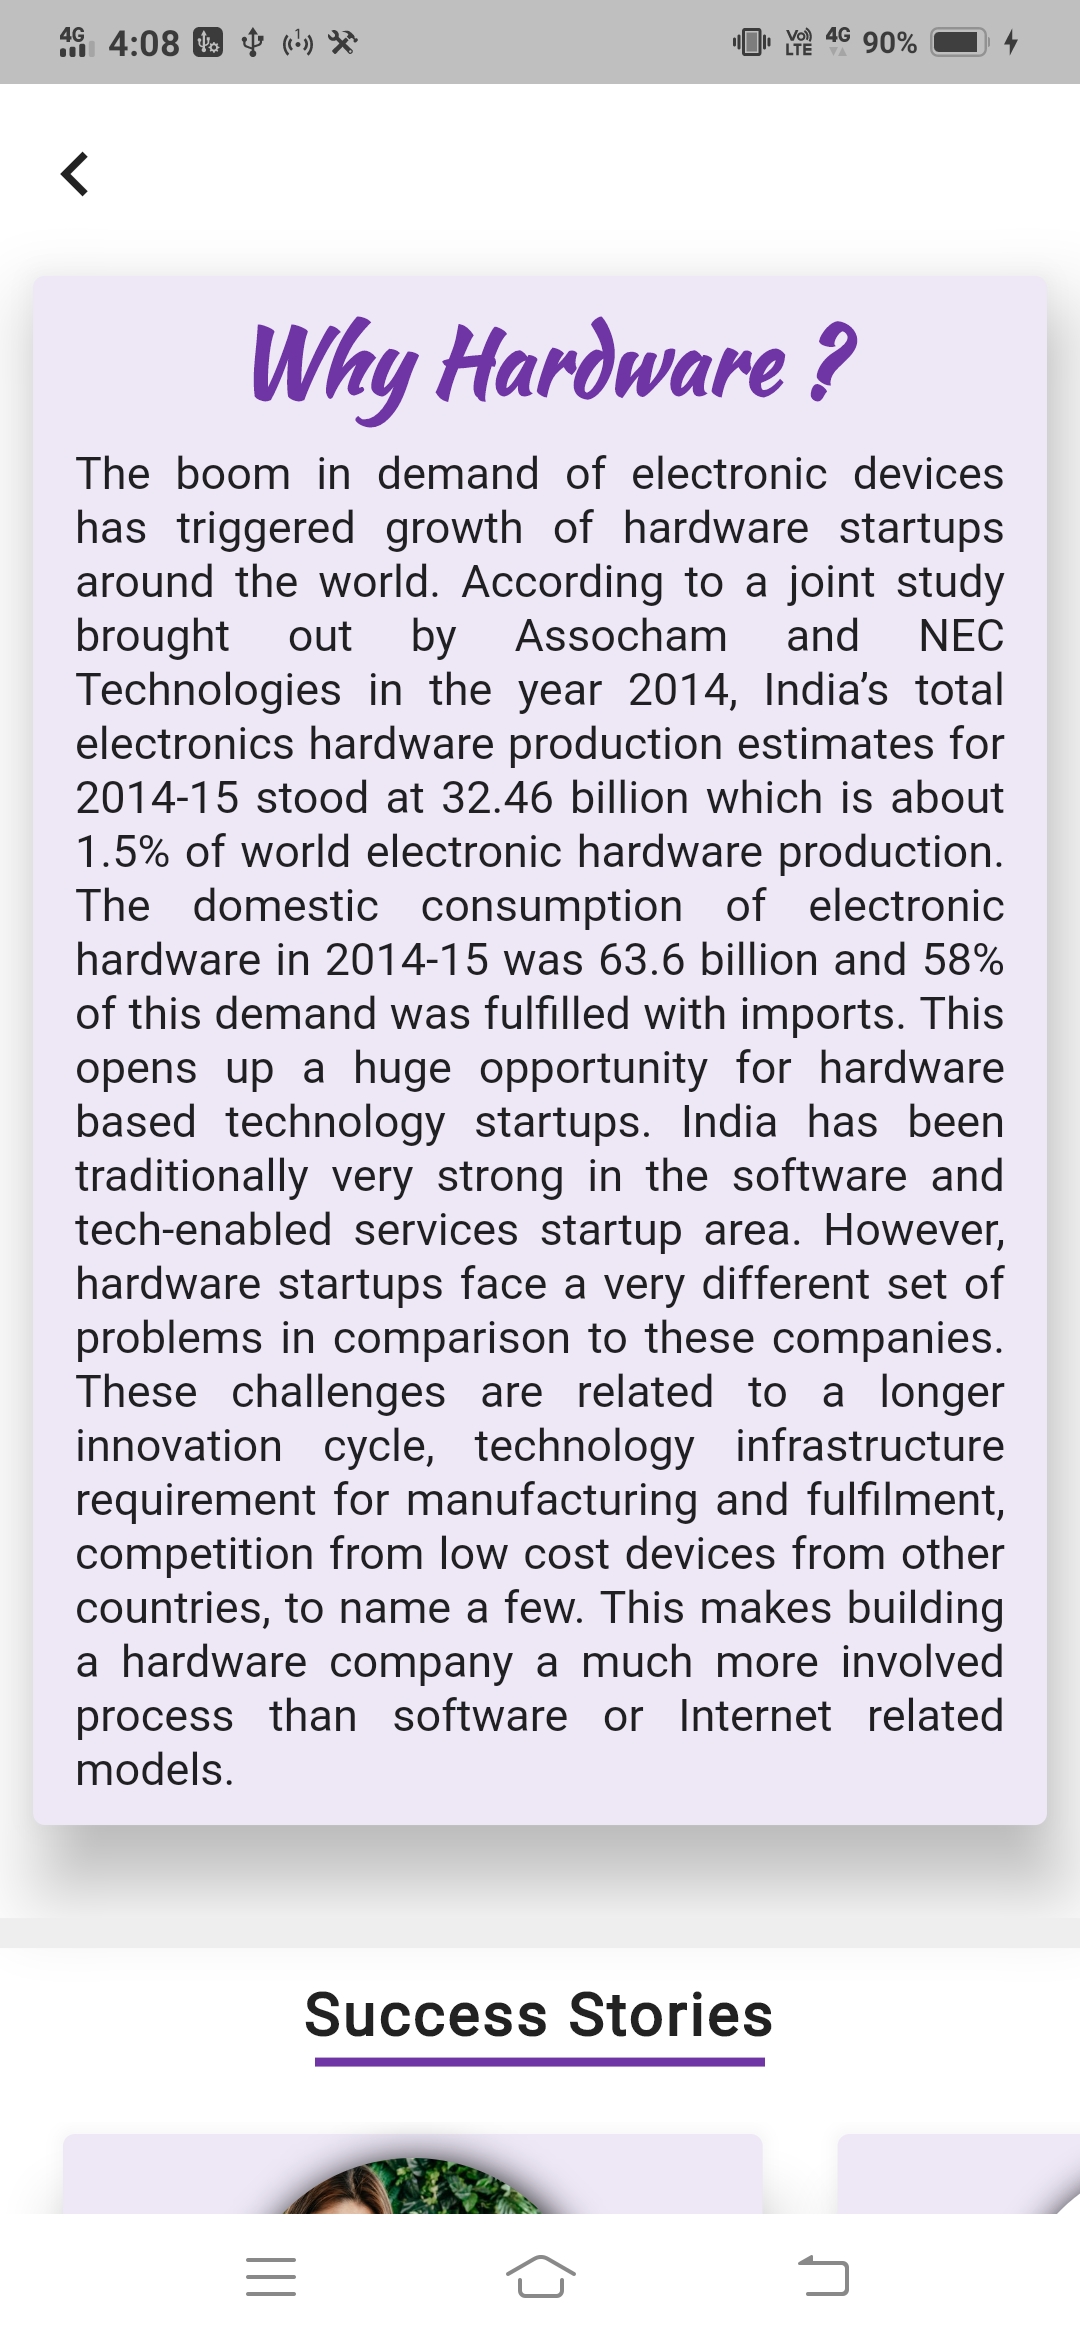 4G 4:08 1 VoLTE 4G 90%
Why Hardware ?
The boom in demand of electronic devices
has triggered growth of hardware startups
around the world. According to a joint study
brought out by Assocham and NEC
Technologies in the year 2014, India’s total
electronics hardware production estimates for
2014-15 stood at 32.46 billion which is about
1.5% of world electronic hardware production.
The domestic consumption of electronic
hardware in 2014-15 was 63.6 billion and 58%
of this demand was fulfilled with imports. This
opens up a huge opportunity for hardware
based technology startups. India has been
traditionally very strong in the software and
tech-enabled services startup area. However,
hardware startups face a very different set of
problems in comparison to these companies.
These challenges are related to a longer
innovation cycle, technology infrastructure
requirement for manufacturing and fulfilment,
competition from low cost devices from other
countries, to name a few. This makes building
a hardware company a much more involved
process than software or Internet related
models.
Success Stories